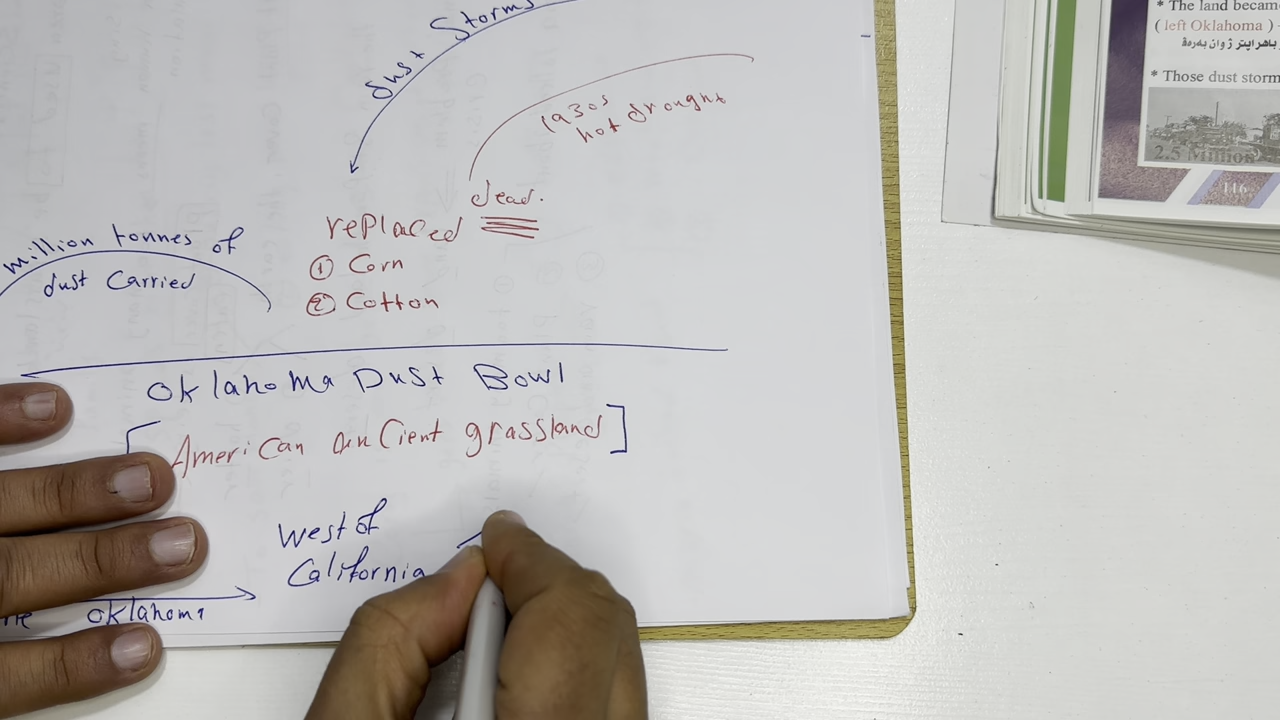 dust Storms
1930s
hot drought
dead.
replaced
① Corn
② Cotton
million tonnes of
dust Carried
Oklahoma Dust Bowl
[American ancient grassland]
West of
California
Oklahoma
* The land becam
( left Oklahoma )
* Those dust storm
2.5 Million
116